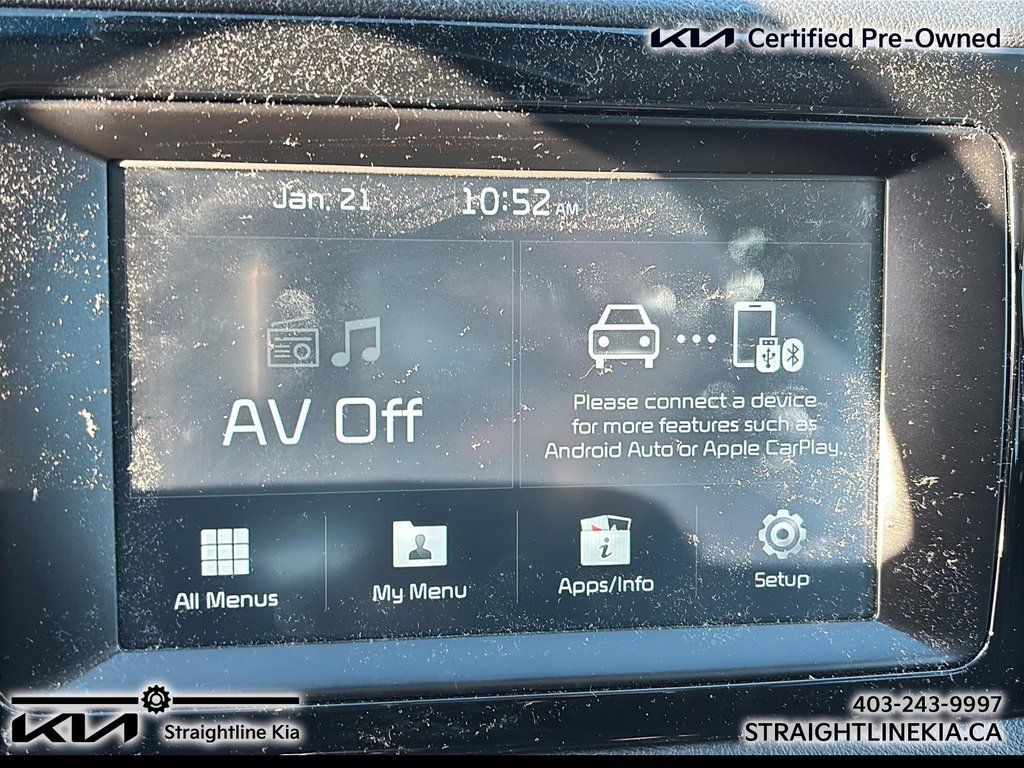 KIA Certified Pre-Owned
Jan. 21 10:52 AM
AV Off
Please connect a device
for more features such as
Android Auto or Apple CarPlay.
All Menus
My Menu
Apps/Info
Setup
KIA Straightline Kia
403-243-9997
STRAIGHTLINEKIA.CA